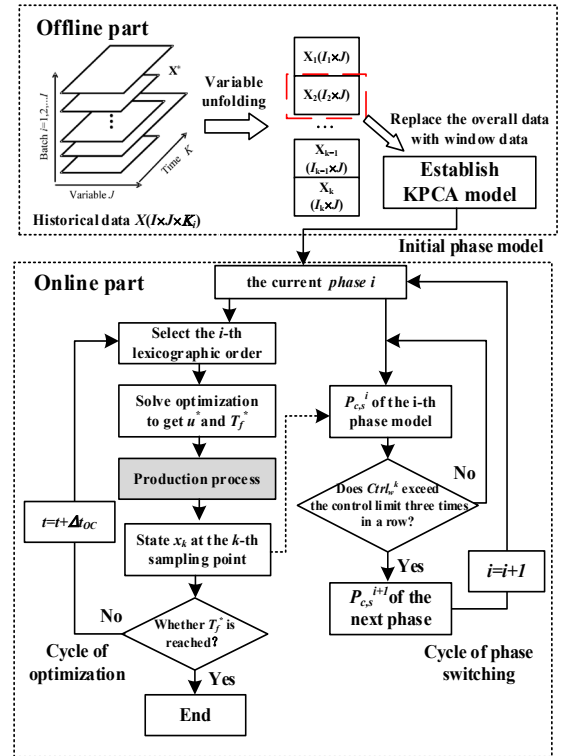 Offline part
X*
Batch i=1,2,...I
Time K
Variable J
Historical data X(I×J×Ki)
Variable
unfolding
X1(I1×J)
X2(I2×J)
...
Xk−1
(Ik−1×J)
Xk
(Ik×J)
Replace the overall data
with window data
Establish
KPCA model
Initial phase model
Online part
the current phase i
Select the i-th
lexicographic order
Solve optimization
to get u* and Tf*
Production process
State xk at the k-th
sampling point
Whether Tf* is
reached?
No
Yes
End
t=t+ΔtOC
Cycle of
optimization
Pc,s^i of the i-th
phase model
Does Ctrlw^k exceed
the control limit three times
in a row?
No
Yes
Pc,s^i+1 of the
next phase
i=i+1
Cycle of phase
switching